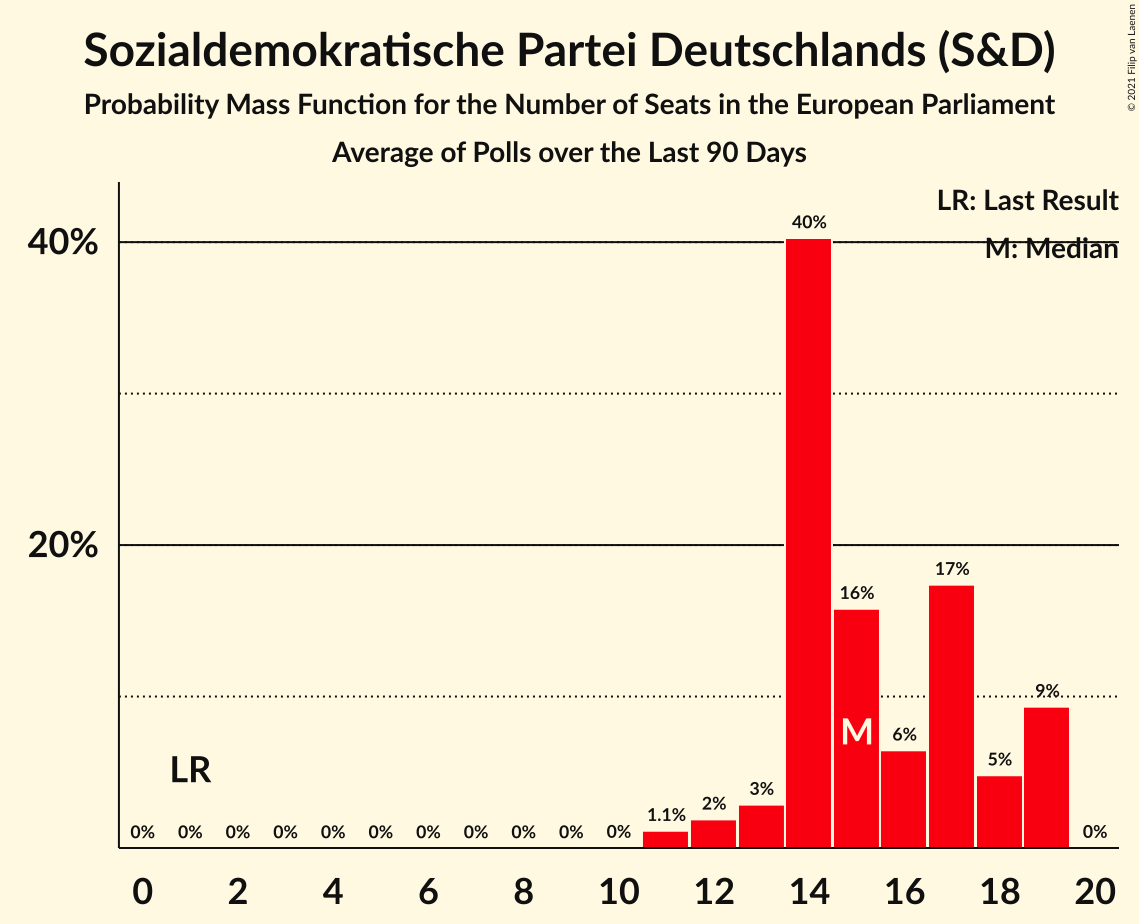 Sozialdemokratische Partei Deutschlands (S&D)
Probability Mass Function for the Number of Seats in the European Parliament
Average of Polls over the Last 90 Days
© 2021 Filip van Laenen
LR: Last Result
M: Median
40%
20%
LR
M
0% 0% 0% 0% 0% 0% 0% 0% 0% 0% 0% 1.1% 2% 3% 40% 16% 6% 17% 5% 9% 0%
0 2 4 6 8 10 12 14 16 18 20